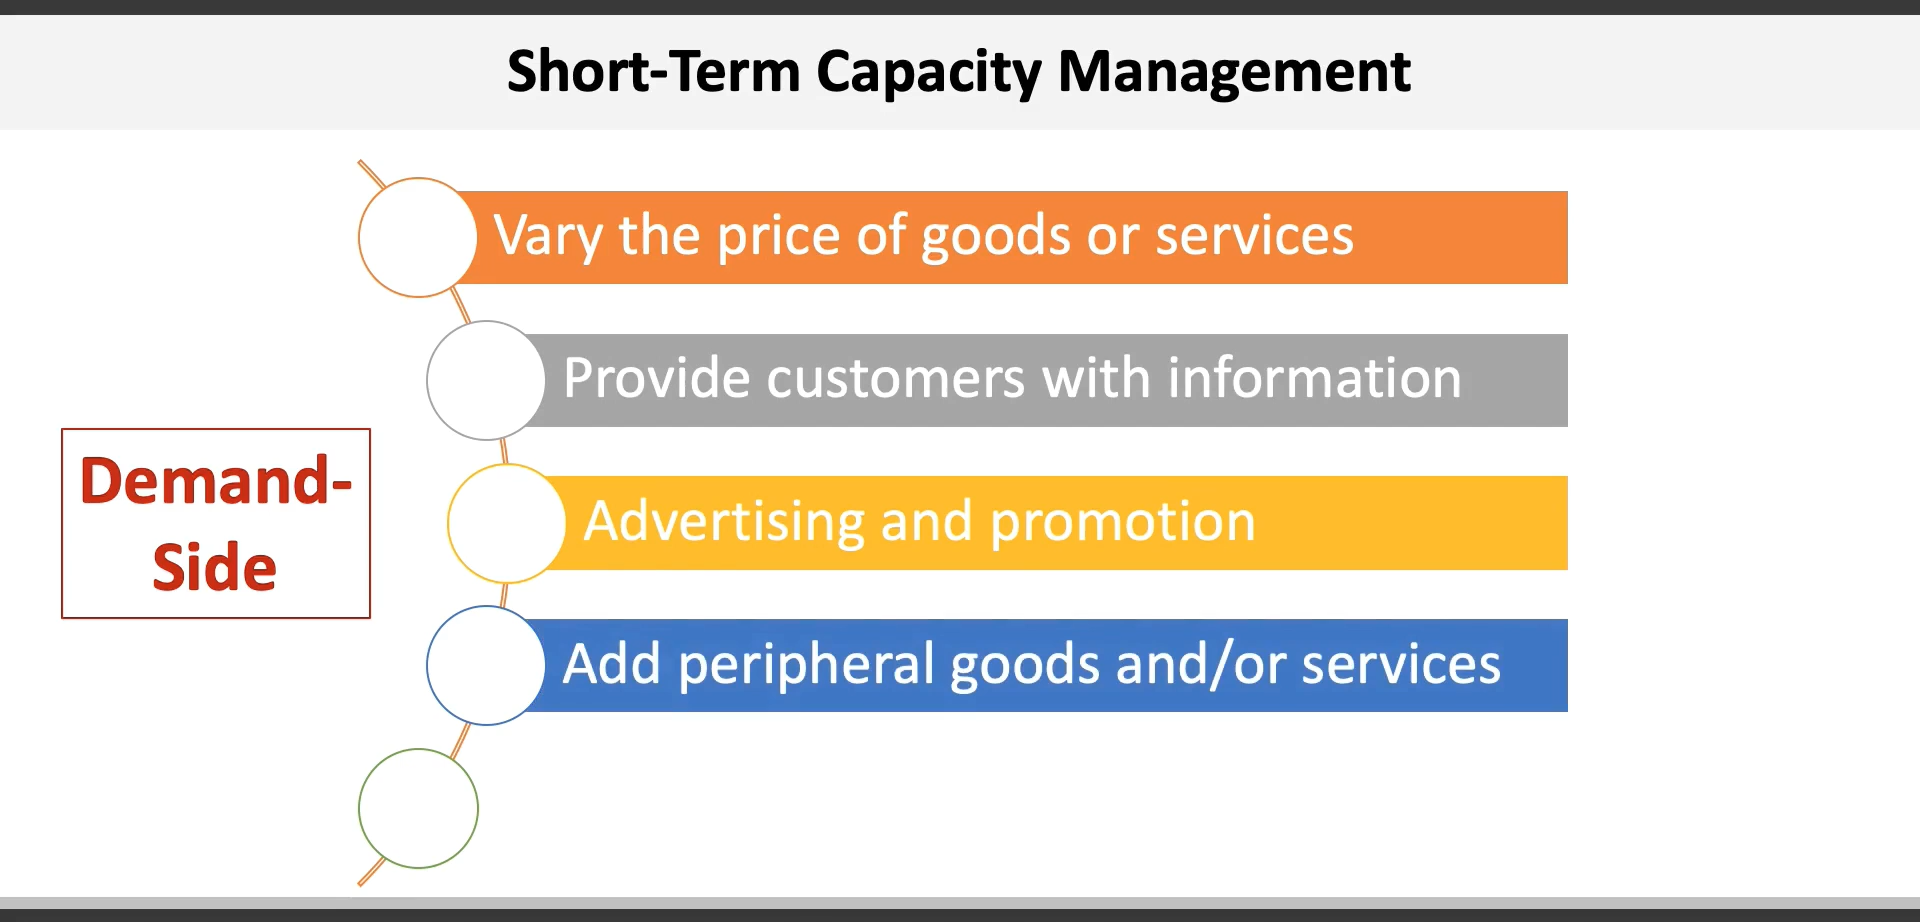 Short-Term Capacity Management
Vary the price of goods or services
Provide customers with information
Demand-
Side
Advertising and promotion
Add peripheral goods and/or services